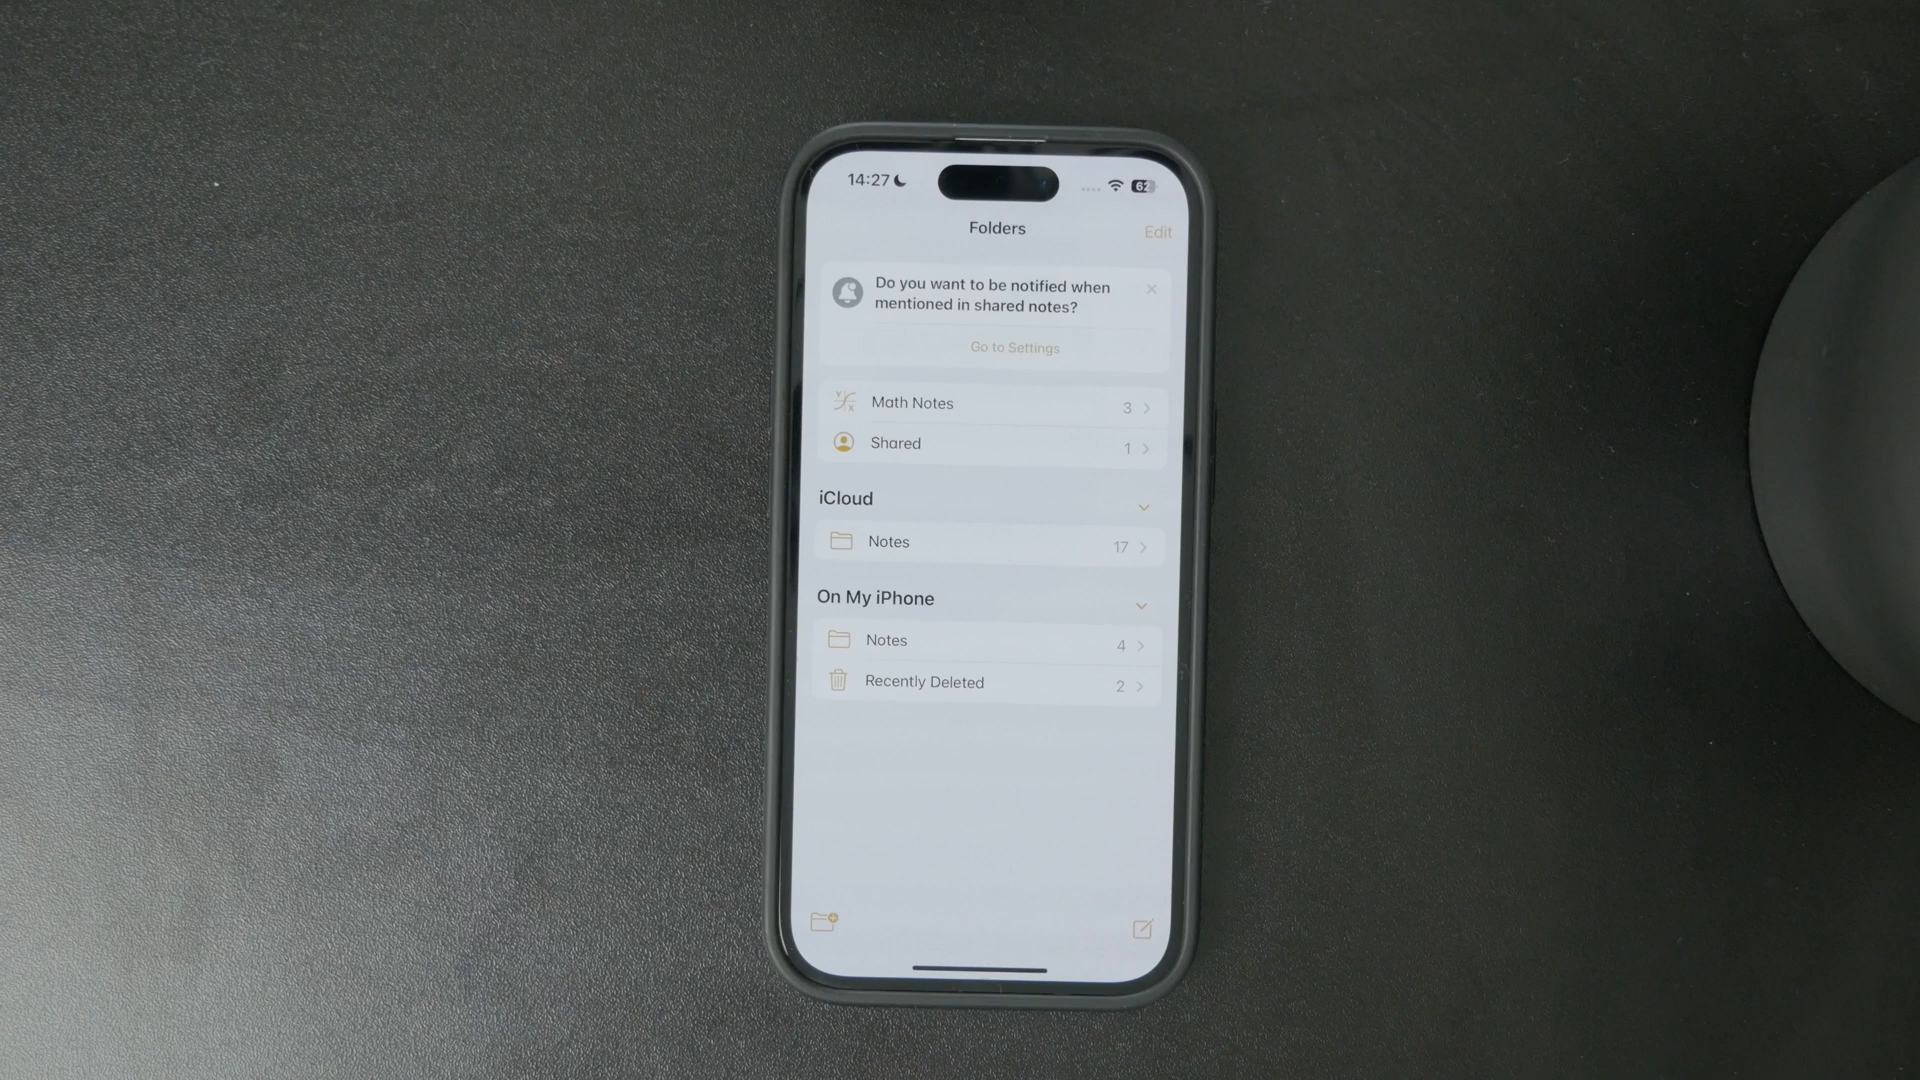 14:27 62
Folders
Edit
Do you want to be notified when
mentioned in shared notes?
Go to Settings
Math Notes 3
Shared 1
iCloud
Notes 17
On My iPhone
Notes 4
Recently Deleted 2